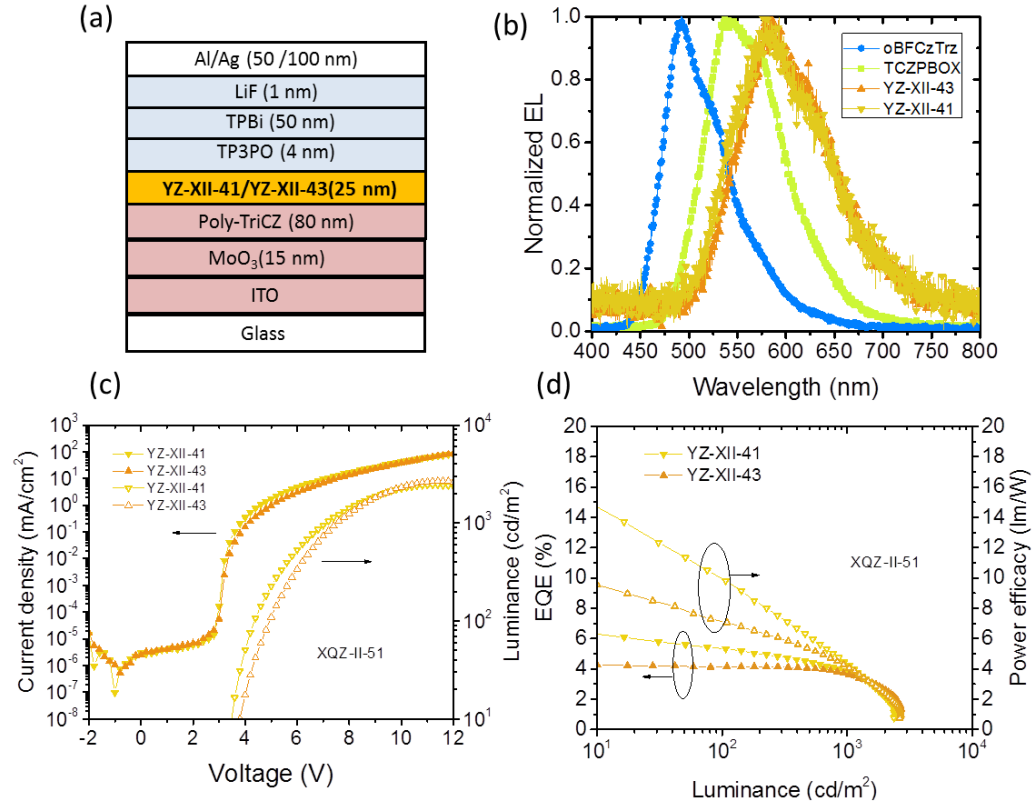 (a)
Al/Ag (50 /100 nm)
LiF (1 nm)
TPBi (50 nm)
TP3PO (4 nm)
YZ-XII-41/YZ-XII-43(25 nm)
Poly-TriCZ (80 nm)
MoO₃(15 nm)
ITO
Glass
(b)
Normalized EL
1.0
0.8
0.6
0.4
0.2
0.0
oBFCzTrz
TCZPBOX
YZ-XII-43
YZ-XII-41
400 450 500 550 600 650 700 750 800
Wavelength (nm)
(c)
Current density (mA/cm²)
10³
10²
10¹
10⁰
10⁻¹
10⁻²
10⁻³
10⁻⁴
10⁻⁵
10⁻⁶
10⁻⁷
10⁻⁸
YZ-XII-41
YZ-XII-43
YZ-XII-41
YZ-XII-43
XQZ-II-51
10⁴
10³
10²
10¹
Luminance (cd/m²)
-2 0 2 4 6 8 10 12
Voltage (V)
(d)
EQE (%)
20
18
16
14
12
10
8
6
4
2
0
YZ-XII-41
YZ-XII-43
XQZ-II-51
20
18
16
14
12
10
8
6
4
2
0
Power efficacy (lm/W)
10¹ 10² 10³ 10⁴
Luminance (cd/m²)